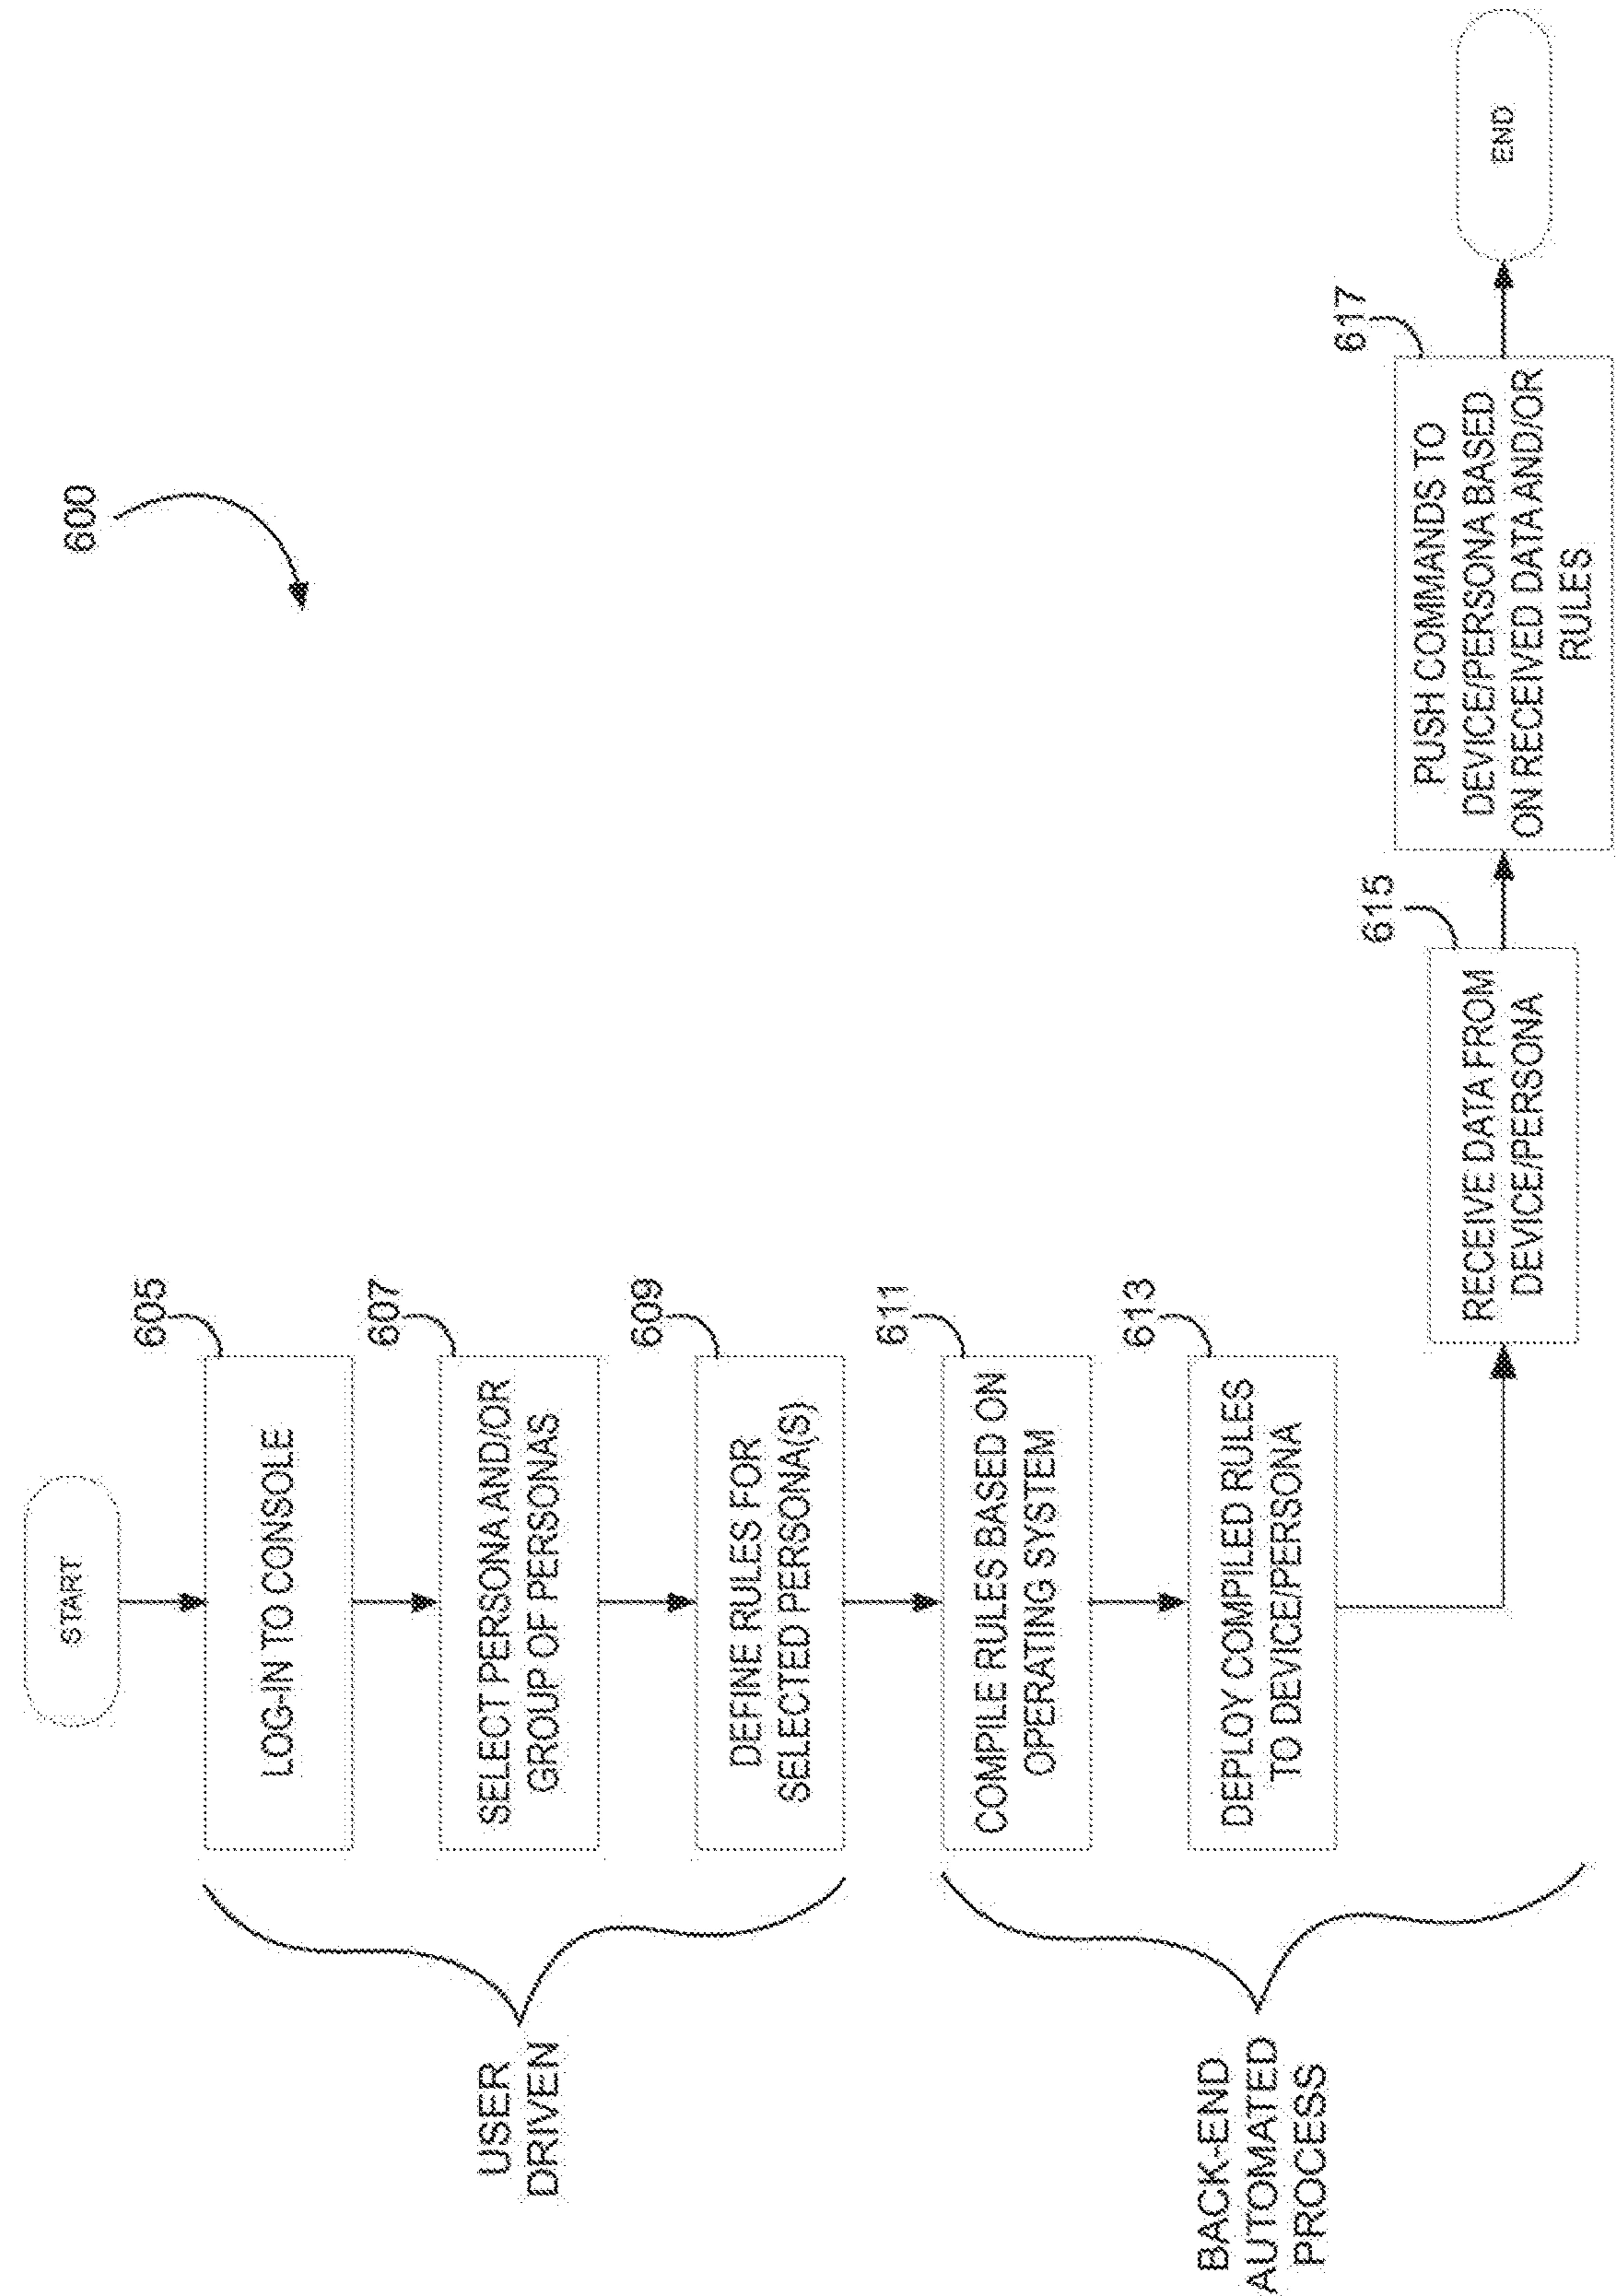 600
START
605
LOG-IN TO CONSOLE
607
SELECT PERSONA AND/OR
GROUP OF PERSONAS
609
DEFINE RULES FOR
SELECTED PERSONA(S)
USER
DRIVEN
611
COMPILE RULES BASED ON
OPERATING SYSTEM
613
DEPLOY COMPILED RULES
TO DEVICE/PERSONA
BACK-END
AUTOMATED
PROCESS
615
RECEIVE DATA FROM
DEVICE/PERSONA
617
PUSH COMMANDS TO
DEVICE/PERSONA BASED
ON RECEIVED DATA AND/OR
RULES
END